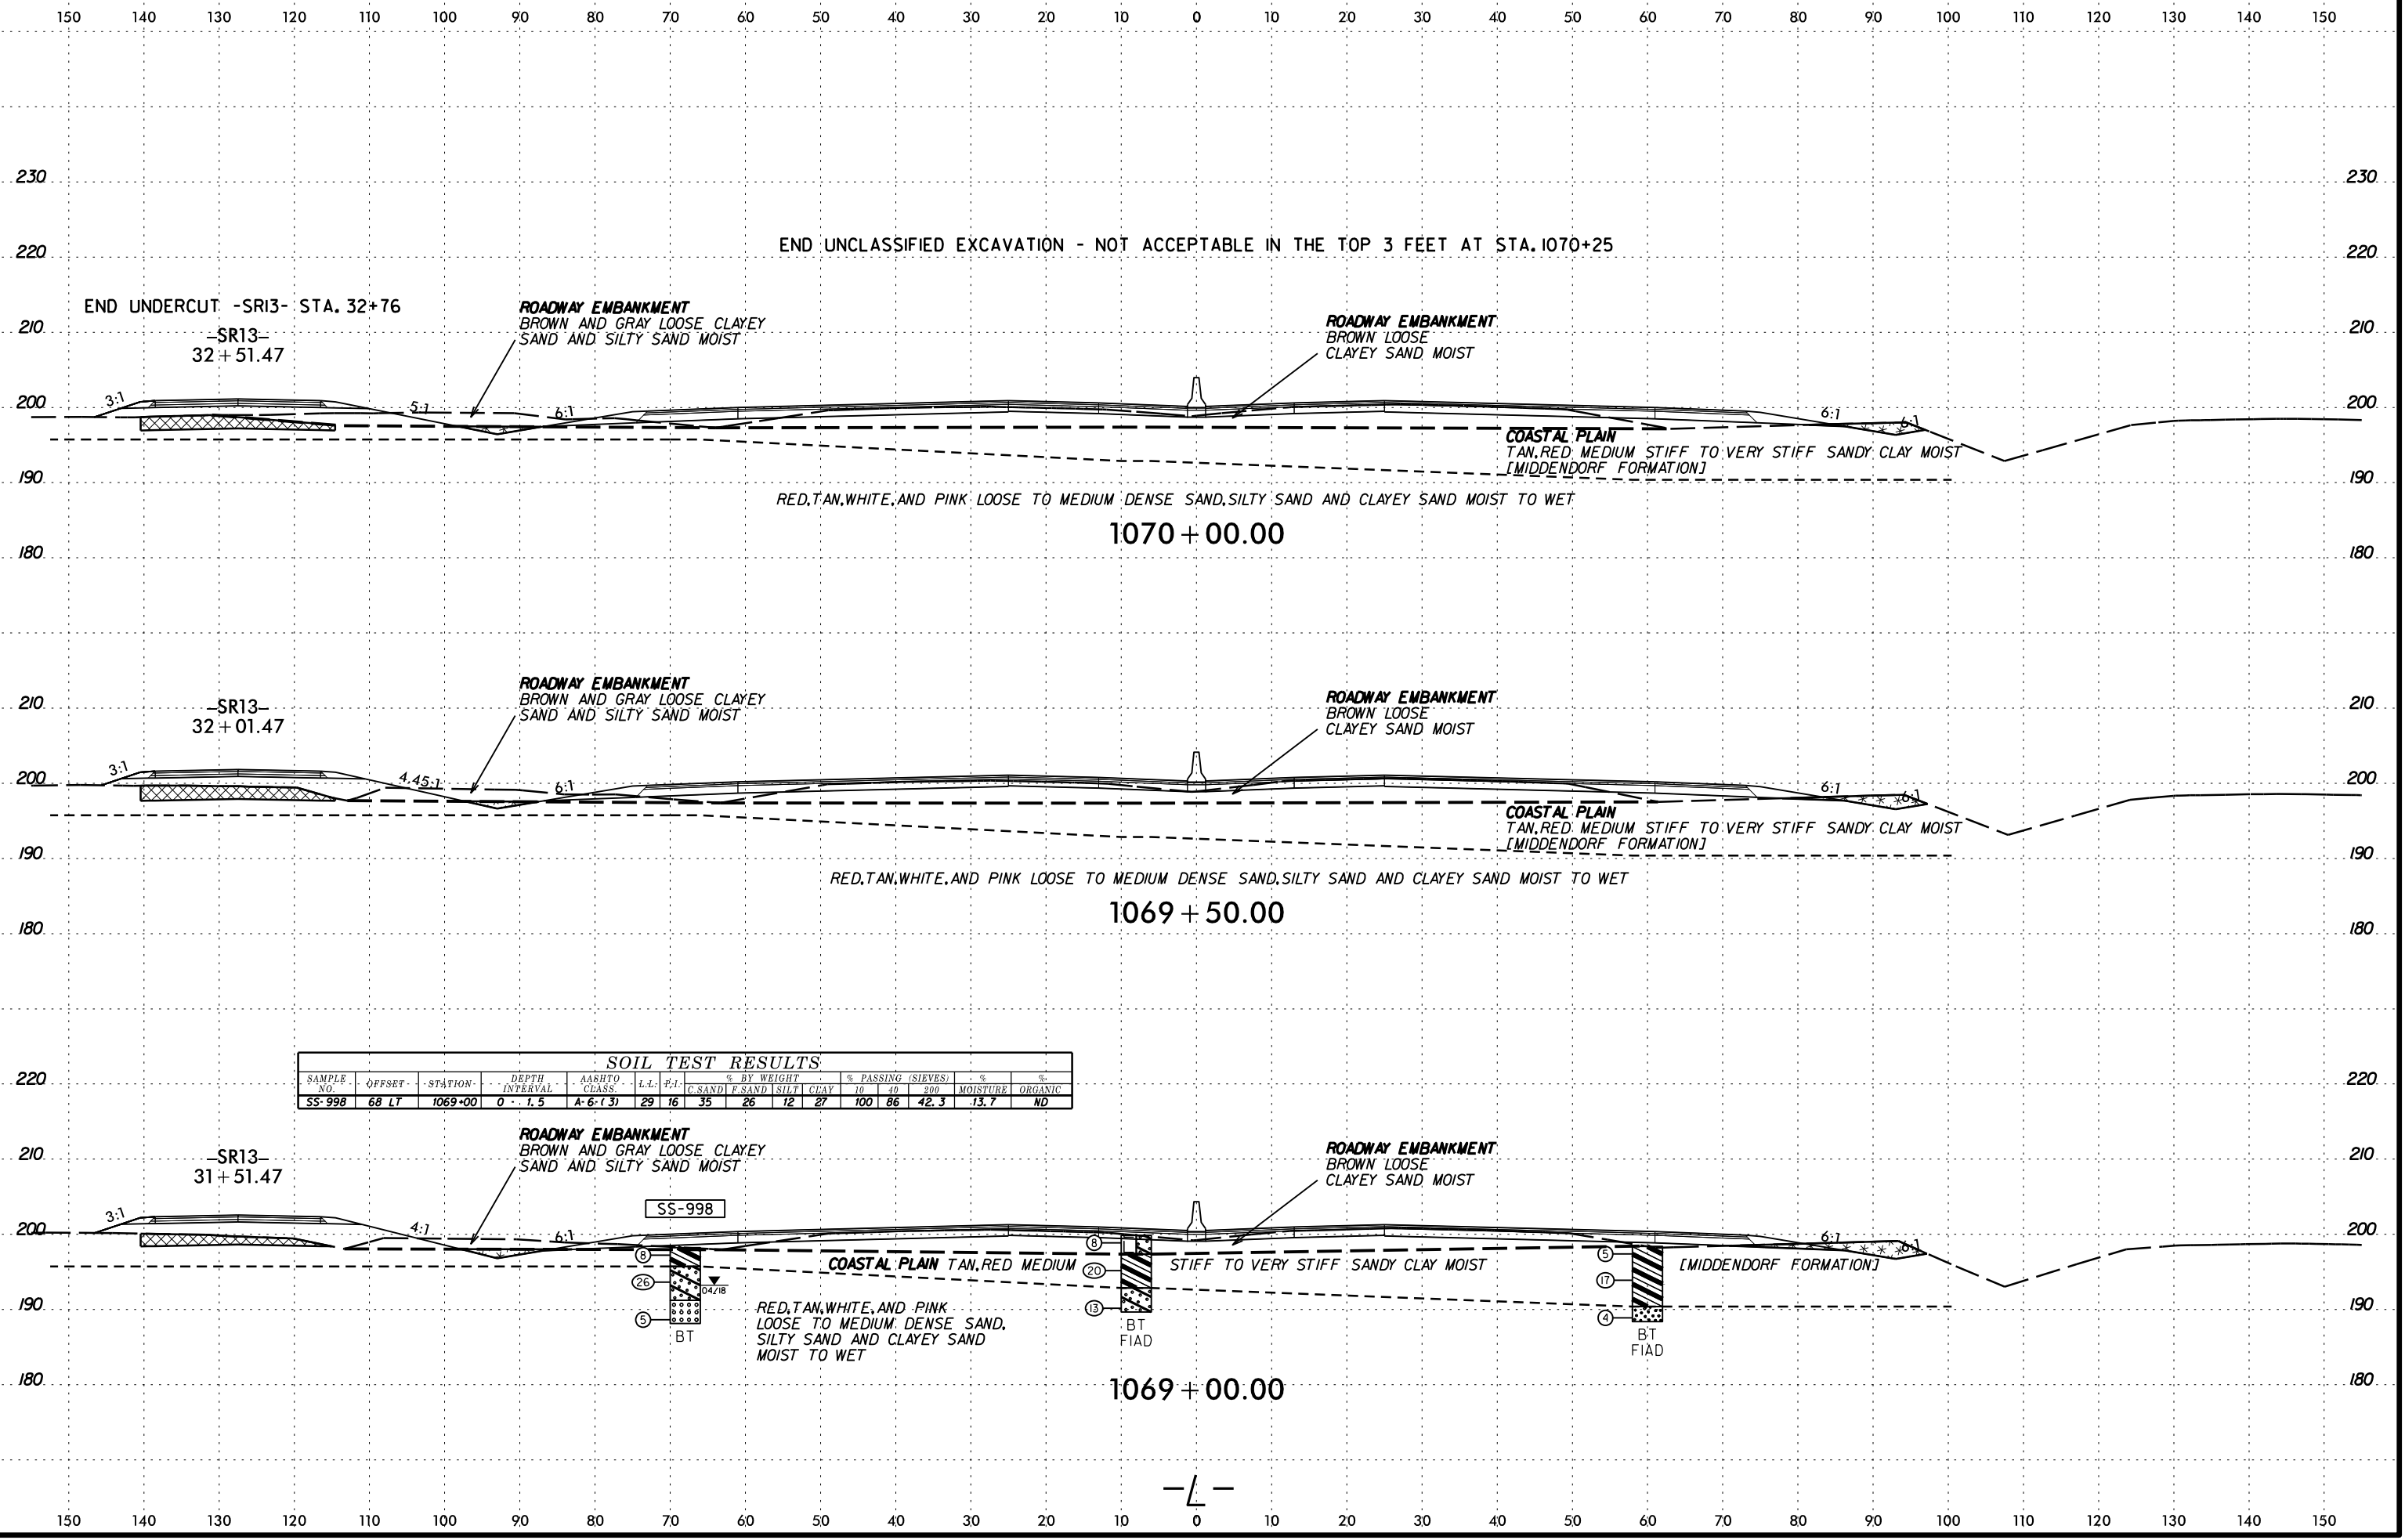 150 140 130 120 110 100 90 80 70 60 50 40 30 20 10 0 10 20 30 40 50 60 70 80 90 100 110 120 130 140 150
230 230
END UNCLASSIFIED EXCAVATION - NOT ACCEPTABLE IN THE TOP 3 FEET AT STA. 1070+25
220 220
END UNDERCUT -SR13- STA. 32+76
ROADWAY EMBANKMENT
BROWN AND GRAY LOOSE CLAYEY
SAND AND SILTY SAND MOIST
ROADWAY EMBANKMENT
BROWN LOOSE
CLAYEY SAND MOIST
210 210
-SR13-
32+51.47
3:1 5:1 6:1 6:1 6:1
200 200
COASTAL PLAIN
TAN, RED MEDIUM STIFF TO VERY STIFF SANDY CLAY MOIST
[MIDDENDORF FORMATION]
190 190
RED, TAN, WHITE, AND PINK LOOSE TO MEDIUM DENSE SAND, SILTY SAND AND CLAYEY SAND MOIST TO WET
1070+00.00
180 180
ROADWAY EMBANKMENT
BROWN AND GRAY LOOSE CLAYEY
SAND AND SILTY SAND MOIST
ROADWAY EMBANKMENT
BROWN LOOSE
CLAYEY SAND MOIST
210 210
-SR13-
32+01.47
3:1 4.45:1 6:1 6:1 6:1
200 200
COASTAL PLAIN
TAN, RED MEDIUM STIFF TO VERY STIFF SANDY CLAY MOIST
[MIDDENDORF FORMATION]
190 190
RED, TAN, WHITE, AND PINK LOOSE TO MEDIUM DENSE SAND, SILTY SAND AND CLAYEY SAND MOIST TO WET
1069+50.00
180 180
SOIL TEST RESULTS
220 220
SAMPLE NO. OFFSET STATION DEPTH INTERVAL AASHTO CLASS. L.L. P.I. % BY WEIGHT % PASSING (SIEVES) % MOISTURE % ORGANIC
C.SAND F.SAND SILT CLAY 10 40 200
SS-998 68 LT 1069+00 0 - 1.5 A-6-(3) 29 16 35 26 12 27 100 86 42.3 13.7 ND
ROADWAY EMBANKMENT
BROWN AND GRAY LOOSE CLAYEY
SAND AND SILTY SAND MOIST
ROADWAY EMBANKMENT
BROWN LOOSE
CLAYEY SAND MOIST
210 210
-SR13-
31+51.47
SS-998
3:1 4:1 6:1 6:1 6:1
200 200
8 8 5
COASTAL PLAIN TAN, RED MEDIUM STIFF TO VERY STIFF SANDY CLAY MOIST [MIDDENDORF FORMATION]
26 20 17
04/18
190 190
5 13 4
BT
BT
FIAD
BT
FIAD
RED, TAN, WHITE, AND PINK
LOOSE TO MEDIUM DENSE SAND,
SILTY SAND AND CLAYEY SAND
MOIST TO WET
1069+00.00
180 180
-L-
150 140 130 120 110 100 90 80 70 60 50 40 30 20 10 0 10 20 30 40 50 60 70 80 90 100 110 120 130 140 150